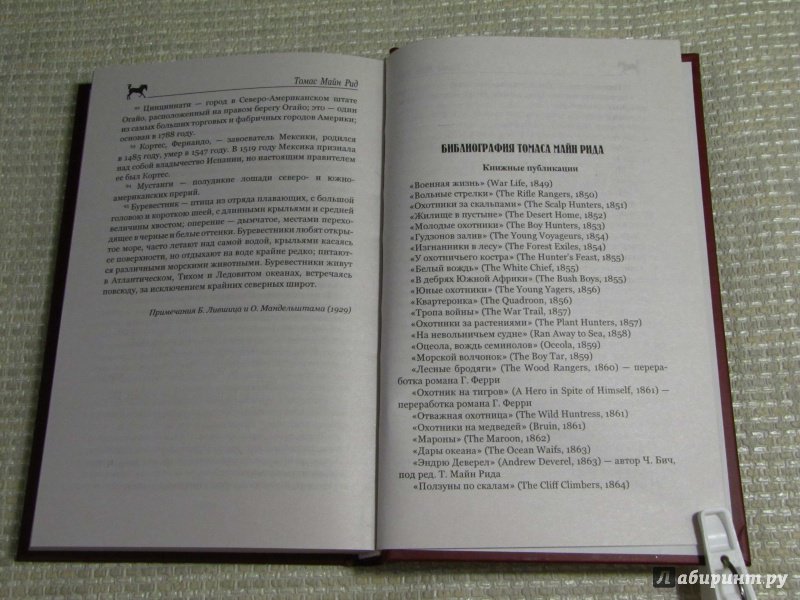 Томас Майн Рид
Цинциннати — город в Северо-Американском штате
Огайо, расположенный на правом берегу Огайо; это — один
из самых больших торговых и фабричных городов Америки;
основан в 1788 году.
Кортес, Фернандо, — завоеватель Мексики, родился
в 1485 году, умер в 1547 году. В 1519 году Мексика признала
над собой владычество Испании, но настоящим правителем
ее был Кортес.
Мустанги — полудикие лошади северо- и южно-
американских прерий.
Буревестник — птица из отряда плавающих, с большой
головою и короткою шеей, с длинными крыльями и средней
величины хвостом; оперение — дымчатое, местами перехо-
дящее в черные и белые оттенки. Буревестники любят откры-
тое море, часто летают над самой водой, крыльями касаясь
ее поверхности, но отдыхают на воде крайне редко; питают-
ся различными морскими животными. Буревестники живут
в Атлантическом, Тихом и Ледовитом океанах, встречаясь
повсюду, за исключением крайних северных широт.
Примечания Б. Лившица и О. Мандельштама (1929)
БИБЛИОГРАФИЯ ТОМАСА МАЙН РИДА
Книжные публикации
«Военная жизнь» (War Life, 1849)
«Вольные стрелки» (The Rifle Rangers, 1850)
«Охотники за скальпами» (The Scalp Hunters, 1851)
«Жилище в пустыне» (The Desert Home, 1852)
«Молодые охотники» (The Boy Hunters, 1853)
«Гудзонов залив» (The Young Voyageurs, 1854)
«Изгнанники в лесу» (The Forest Exiles, 1854)
«У охотничьего костра» (The Hunter's Feast, 1855)
«Белый вождь» (The White Chief, 1855)
«В дебрях Южной Африки» (The Bush Boys, 1855)
«Юные охотники» (The Young Yagers, 1856)
«Квартеронка» (The Quadroon, 1856)
«Тропа войны» (The War Trail, 1857)
«Охотники за растениями» (The Plant Hunters, 1857)
«На невольничьем судне» (Ran Away to Sea, 1858)
«Оцеола, вождь семинолов» (Oceola, 1859)
«Морской волчонок» (The Boy Tar, 1859)
«Лесные бродяги» (The Wood Rangers, 1860) — перера-
ботка романа Г. Ферри
«Охотник на тигров» (A Hero in Spite of Himself, 1861) —
переработка романа Г. Ферри
«Отважная охотница» (The Wild Huntress, 1861)
«Охотники на медведей» (Bruin, 1861)
«Мароны» (The Maroon, 1862)
«Дары океана» (The Ocean Waifs, 1863)
«Эндрю Деверел» (Andrew Deverel, 1863) — автор Ч. Бич,
под ред. Т. Майн Рида
«Ползуны по скалам» (The Cliff Climbers, 1864)
Лабиринт.ру